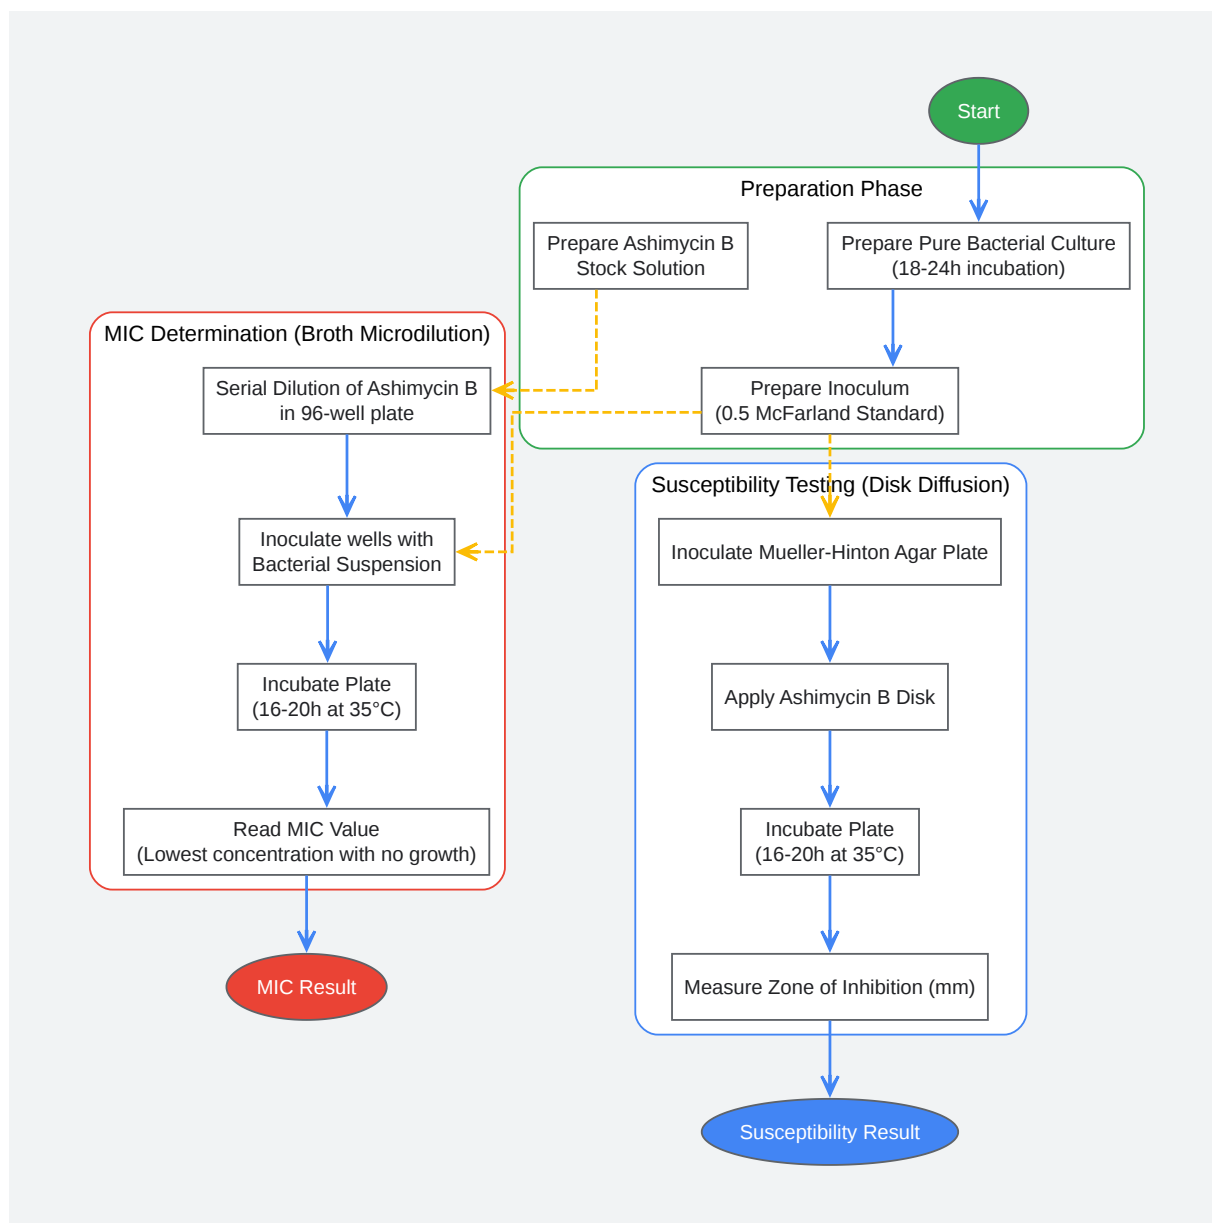 Start
Preparation Phase
Prepare Ashimycin B
Stock Solution
Prepare Pure Bacterial Culture
(18-24h incubation)
Prepare Inoculum
(0.5 McFarland Standard)
MIC Determination (Broth Microdilution)
Serial Dilution of Ashimycin B
in 96-well plate
Inoculate wells with
Bacterial Suspension
Incubate Plate
(16-20h at 35°C)
Read MIC Value
(Lowest concentration with no growth)
MIC Result
Susceptibility Testing (Disk Diffusion)
Inoculate Mueller-Hinton Agar Plate
Apply Ashimycin B Disk
Incubate Plate
(16-20h at 35°C)
Measure Zone of Inhibition (mm)
Susceptibility Result